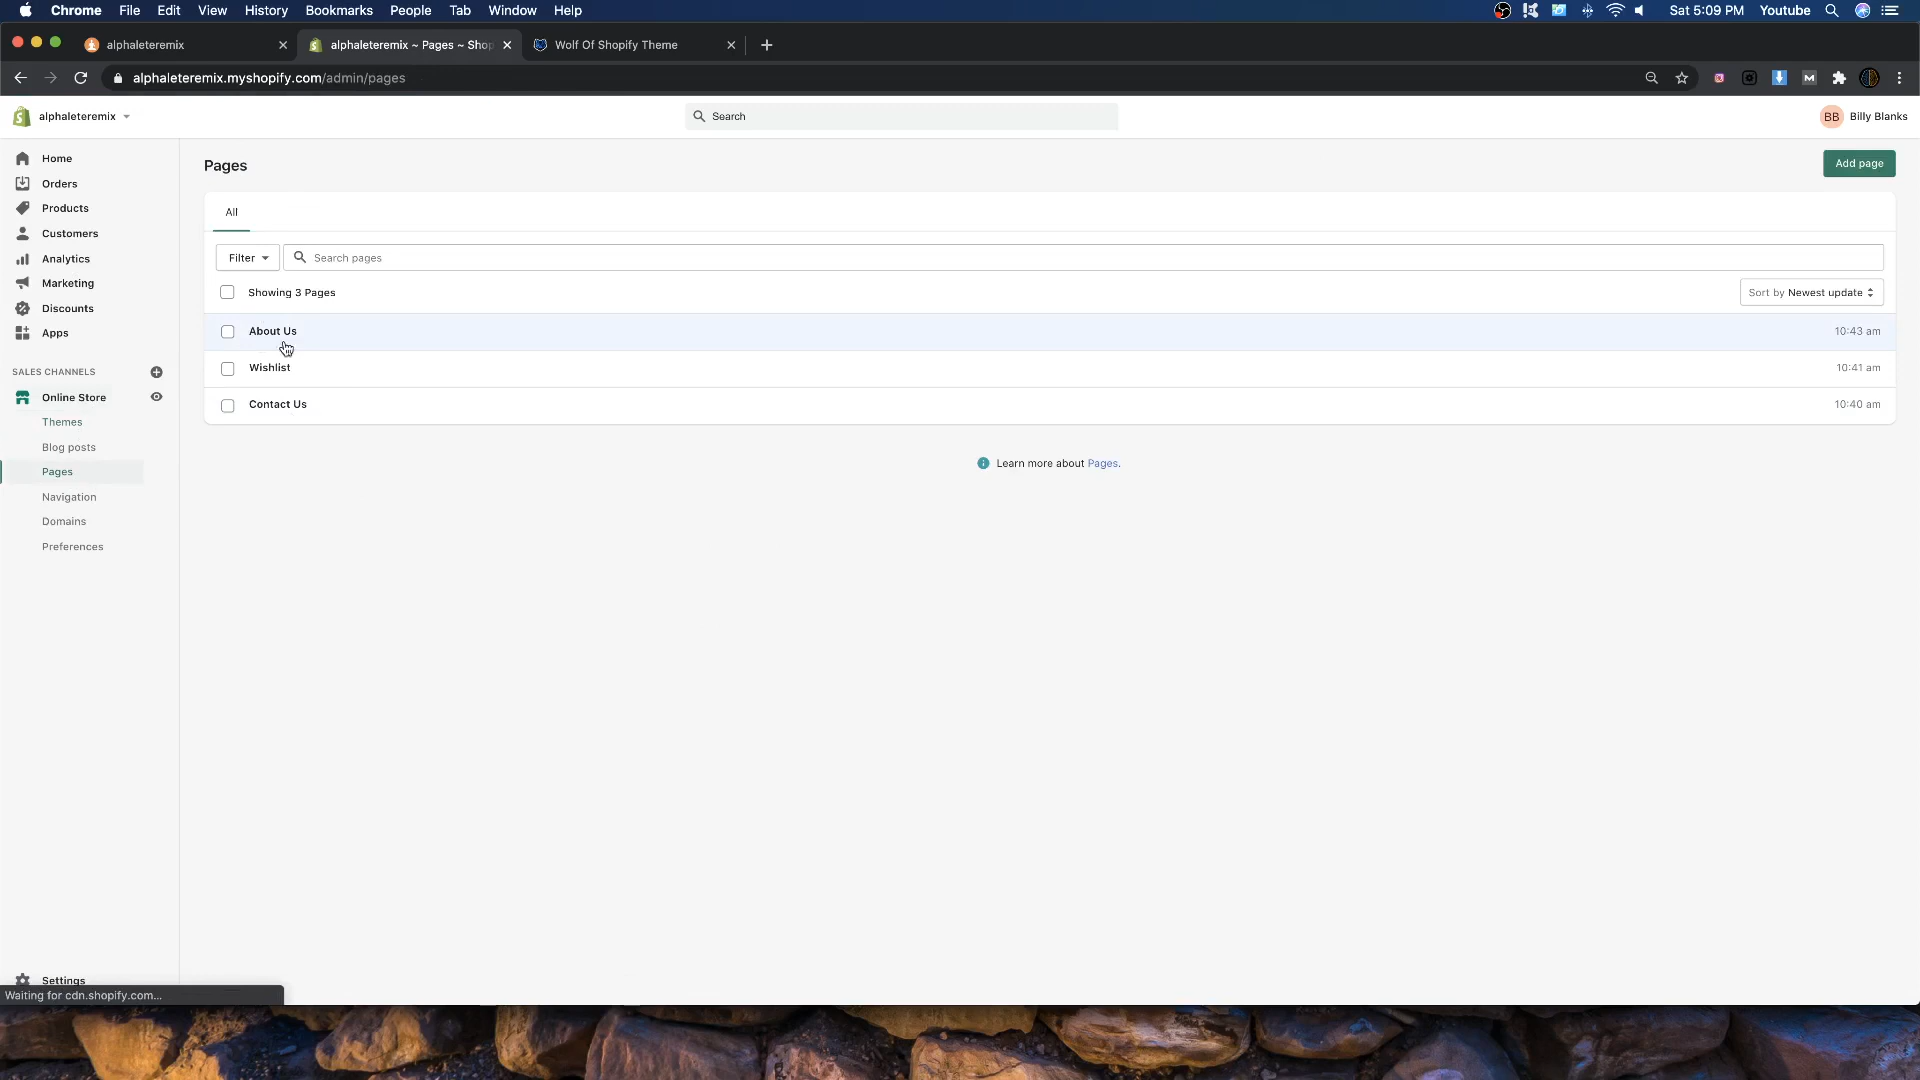 Chrome File Edit View History Bookmarks People Tab Window Help Sat 5:09 PM Youtube
alphaleteremix alphaleteremix ~ Pages ~ Shop Wolf Of Shopify Theme
alphaleteremix.myshopify.com/admin/pages
alphaleteremix Search BB Billy Blanks
Home
Orders
Products
Customers
Analytics
Marketing
Discounts
Apps
SALES CHANNELS
Online Store
Themes
Blog posts
Pages
Navigation
Domains
Preferences
Settings
Waiting for cdn.shopify.com...
Pages Add page
All
Filter Search pages
Showing 3 Pages Sort by Newest update
About Us 10:43 am
Wishlist 10:41 am
Contact Us 10:40 am
Learn more about Pages.